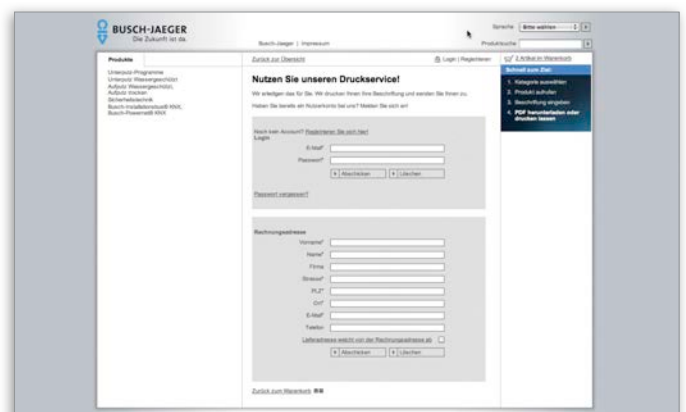 BUSCH-JAEGER
Die Zukunft ist da.
Sprache Bitte wählen
Busch-Jaeger | Impressum
Produktsuche
Produkte
Unterputz-Programme
Unterputz Wassergeschützt
Aufputz Wassergeschützt,
Aufputz trocken
Sicherheitstechnik
Busch-Installationsbus® KNX,
Busch-Powernet® KNX
Zurück zur Übersicht
Login | Registrieren
2 Artikel im Warenkorb
Nutzen Sie unseren Druckservice!
Wir erledigen das für Sie. Wir drucken Ihnen Ihre Beschriftung und senden Sie Ihnen zu.
Haben Sie bereits ein Nutzerkonto bei uns? Melden Sie sich an!
Noch kein Account? Registrieren Sie sich hier!
Login
E-Mail*
Passwort*
Abschicken
Löschen
Passwort vergessen?
Rechnungsadresse
Vorname*
Name*
Firma
Strasse*
PLZ*
Ort*
E-Mail*
Telefon
Lieferadresse weicht von der Rechnungsadresse ab
Abschicken
Löschen
Zurück zum Warenkorb
Schnell zum Ziel:
1. Kategorie auswählen
2. Produkt aufrufen
3. Beschriftung eingeben
4. PDF herunterladen oder
drucken lassen